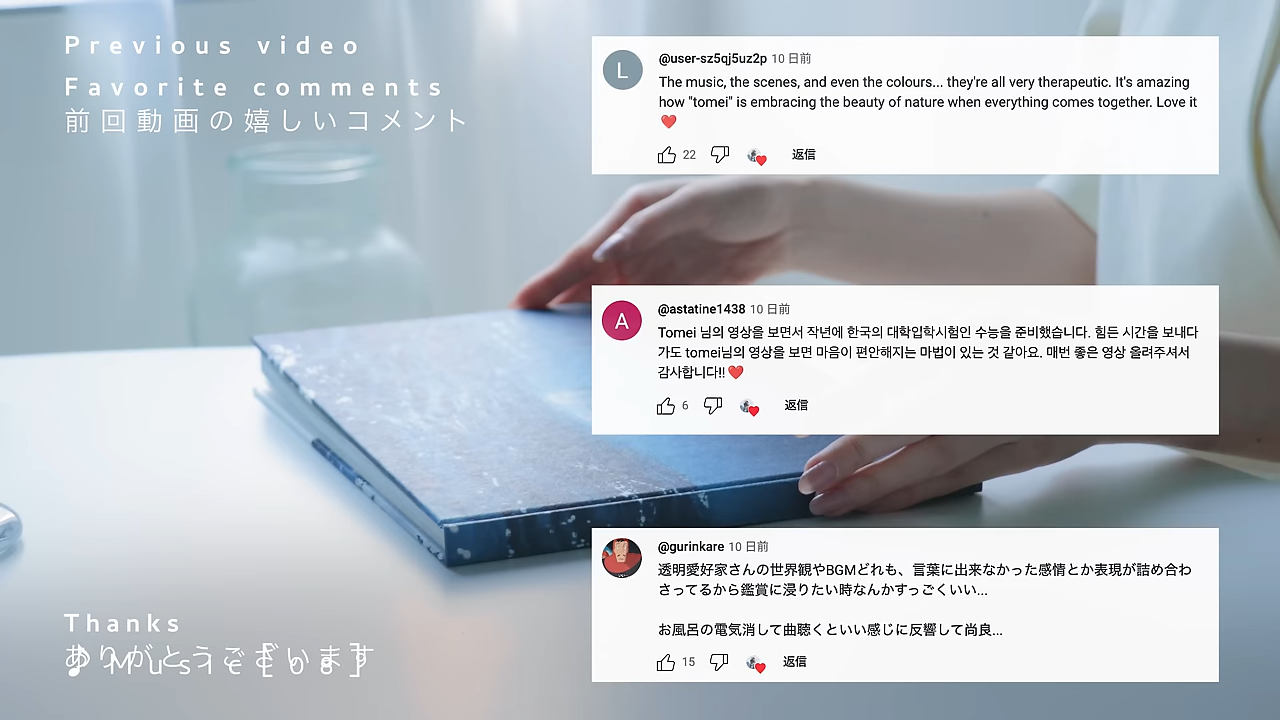 Previous video
Favorite comments
前回動画の嬉しいコメント
L
@user-sz5qj5uz2p 10 日前
The music, the scenes, and even the colours... they're all very therapeutic. It's amazing
how "tomei" is embracing the beauty of nature when everything comes together. Love it
❤️
22 返信
A
@astatine1438 10 日前
Tomei 님의 영상을 보면서 작년에 한국의 대학입학시험인 수능을 준비했습니다. 힘든 시간을 보내다
가도 tomei님의 영상을 보면 마음이 편안해지는 마법이 있는 것 같아요. 매번 좋은 영상 올려주셔서
감사합니다!! ❤️
6 返信
@gurinkare 10 日前
透明愛好家さんの世界観やBGMどれも、言葉に出来なかった感情とか表現が詰め合わ
さってるから鑑賞に浸りたい時なんかすっごくいい...
お風呂の電気消して曲聴くといい感じに反響して尚良...
15 返信
Thanks
ありがとうございます